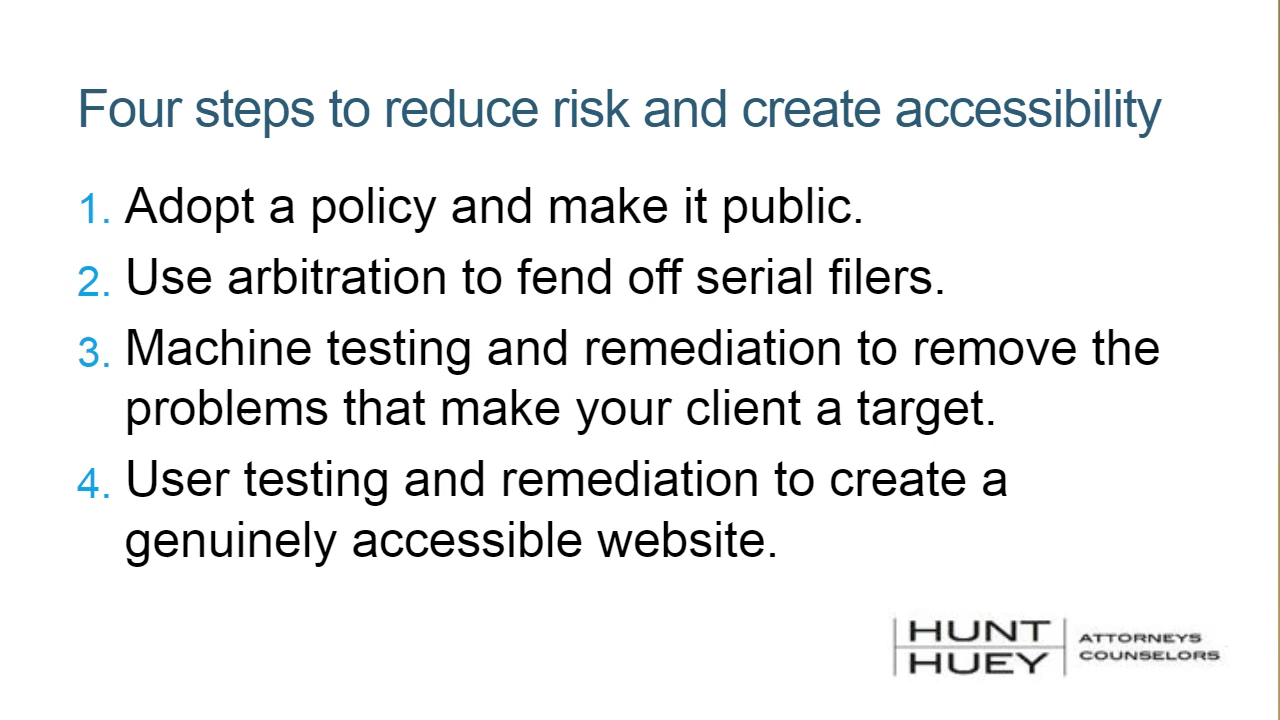 Four steps to reduce risk and create accessibility
1. Adopt a policy and make it public.
2. Use arbitration to fend off serial filers.
3. Machine testing and remediation to remove the
problems that make your client a target.
4. User testing and remediation to create a
genuinely accessible website.
HUNT
HUEY
ATTORNEYS
COUNSELORS